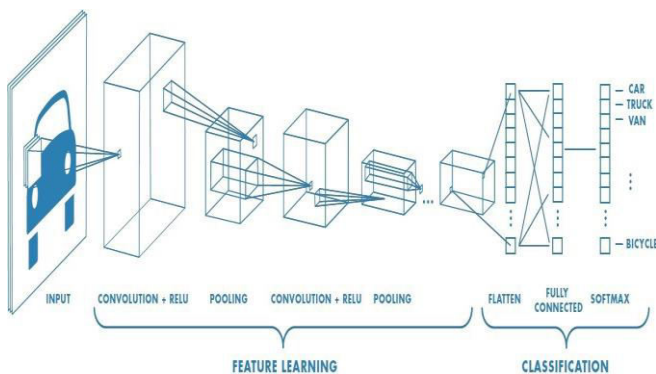 CAR
TRUCK
VAN
...
BICYCLE
INPUT CONVOLUTION + RELU POOLING CONVOLUTION + RELU POOLING FLATTEN FULLY CONNECTED SOFTMAX
FEATURE LEARNING CLASSIFICATION